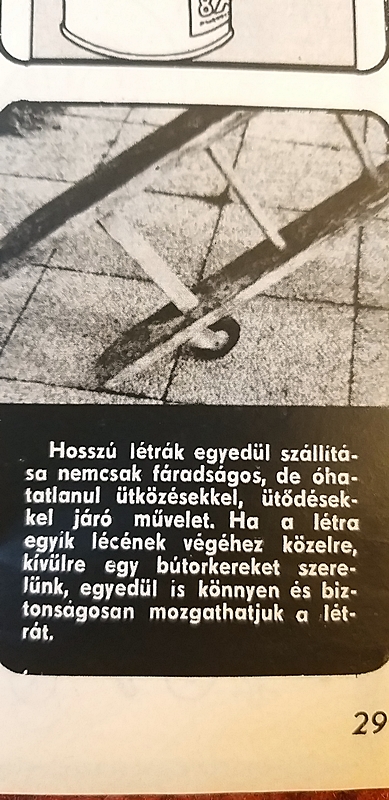 82
Hosszú létrák egyedül szállítá-
sa nemcsak fáradságos, de óha-
tatlanul ütközésekkel, ütődések-
kel járó művelet. Ha a létra
egyik lécének végéhez közelre,
kívülre egy bútorkereket szere-
lünk, egyedül is könnyen és biz-
tonságosan mozgathatjuk a lét-
rát.
29